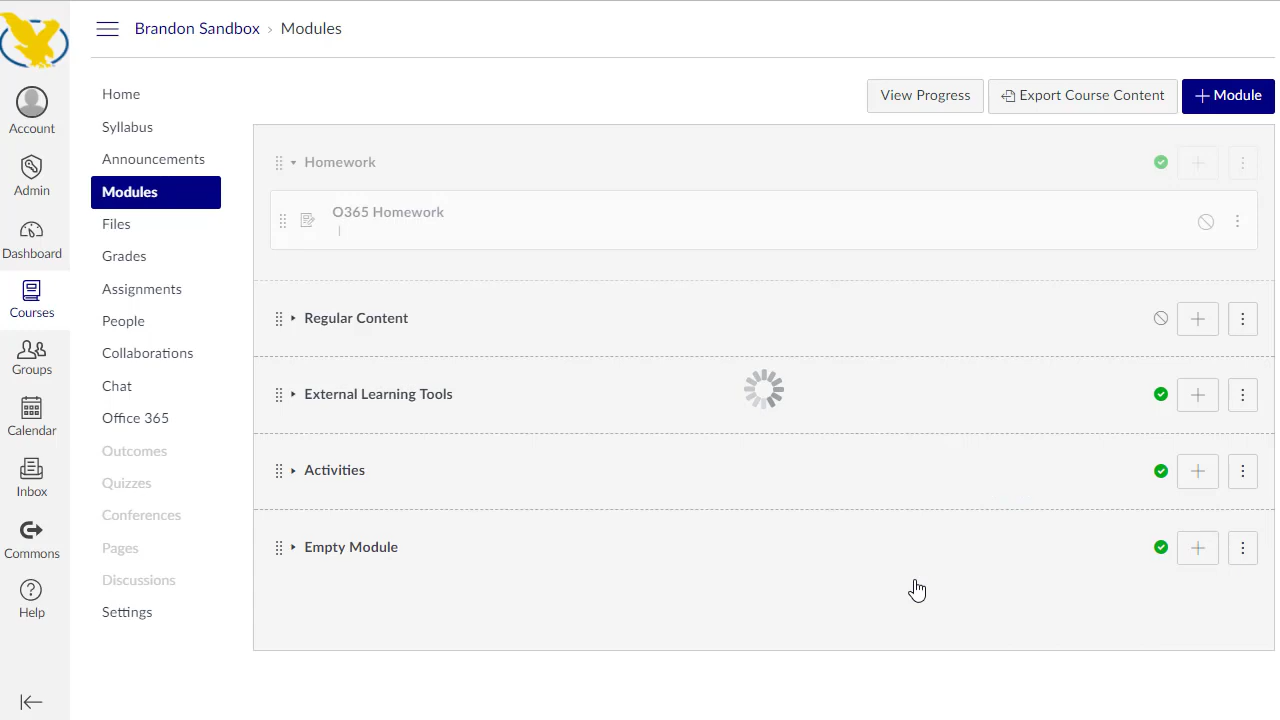 Brandon Sandbox › Modules
Account
Admin
Dashboard
Courses
Groups
Calendar
Inbox
Commons
Help
Home
Syllabus
Announcements
Modules
Files
Grades
Assignments
People
Collaborations
Chat
Office 365
Outcomes
Quizzes
Conferences
Pages
Discussions
Settings
View Progress
Export Course Content
+ Module
Homework
O365 Homework
|
Regular Content
External Learning Tools
Activities
Empty Module